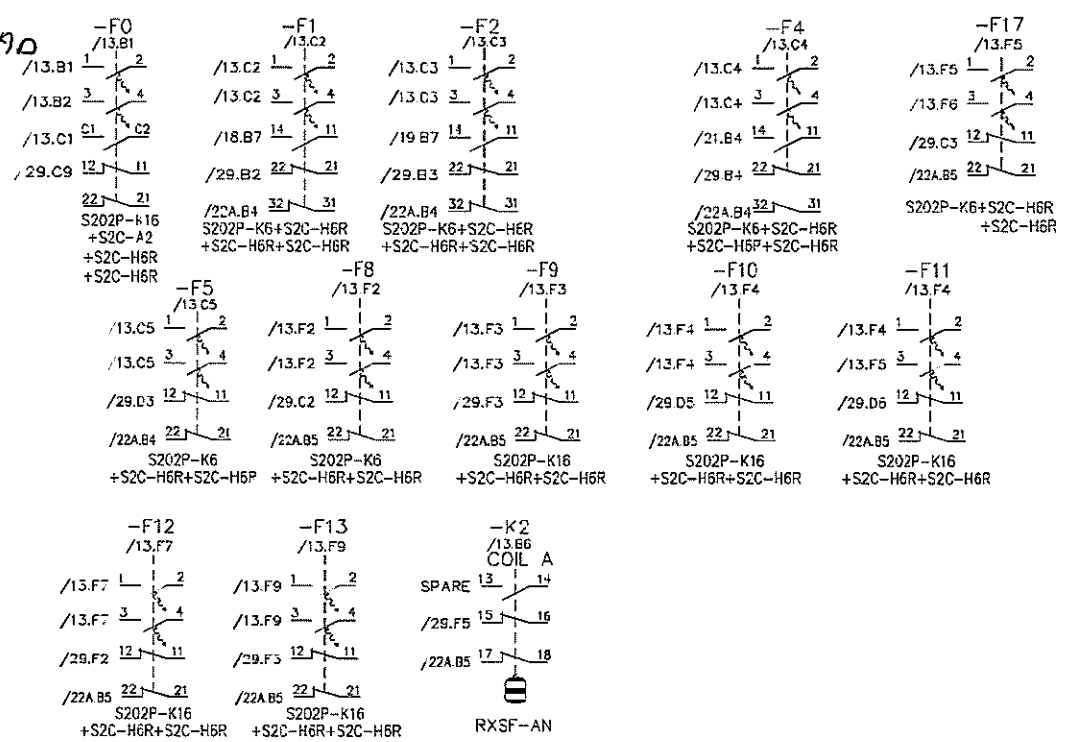 -F0
/13.B1
/13.B1 1 2
/13.B2 3 4
/13.C1 C1 C2
/29.C9 12 11
22 21
S202P-K16
+S2C-A2
+S2C-H6R
+S2C-H6R
-F1
/13.C2
/13.C2 1 2
/13.C2 3 4
/18.B7 14 11
/29.B2 22 21
/22A.B4 32 31
S202P-K6+S2C-H6R
+S2C-H6R+S2C-H6R
-F2
/13.C3
/13.C3 1 2
/13.C3 3 4
/19.B7 14 11
/29.B3 22 21
/22A.B4 32 31
S202P-K6+S2C-H6R
+S2C-H6R+S2C-H6R
-F4
/13.C4
/13.C4 1 2
/13.C4 3 4
/21.B4 14 11
/29.B4 22 21
/22A.B4 32 31
S202P-K6+S2C-H6R
+S2C-H6R+S2C-H6R
-F17
/13.F5
/13.F5 1 2
/13.F6 3 4
/29.C3 12 11
/22A.B5 22 21
S202P-K6+S2C-H6R
+S2C-H6R
-F5
/13.C5
/13.C5 1 2
/13.C5 3 4
/29.D3 12 11
/22A.B4 22 21
S202P-K6
+S2C-H6R+S2C-H6R
-F8
/13.F2
/13.F2 1 2
/13.F2 3 4
/29.C2 12 11
/22A.B5 22 21
S202P-K6
+S2C-H6R+S2C-H6R
-F9
/13.F3
/13.F3 1 2
/13.F3 3 4
/29.F3 12 11
/22A.B5 22 21
S202P-K16
+S2C-H6R+S2C-H6R
-F10
/13.F4
/13.F4 1 2
/13.F4 3 4
/29.D5 12 11
/22A.B5 22 21
S202P-K16
+S2C-H6R+S2C-H6R
-F11
/13.F4
/13.F4 1 2
/13.F5 3 4
/29.D6 12 11
/22A.B5 22 21
S202P-K16
+S2C-H6R+S2C-H6R
-F12
/13.F7
/13.F7 1 2
/13.F7 3 4
/29.F2 12 11
/22A.B5 22 21
S202P-K16
+S2C-H6R+S2C-H6R
-F13
/13.F9
/13.F9 1 2
/13.F9 3 4
12 11
/22A.B5 22 21
S202P-K16
+S2C-H6R+S2C-H6R
-K2
/13.B6
COIL A
SPARE 13 14
/29.F5 15 16
/22A.B5 17 18
RXSF-AN